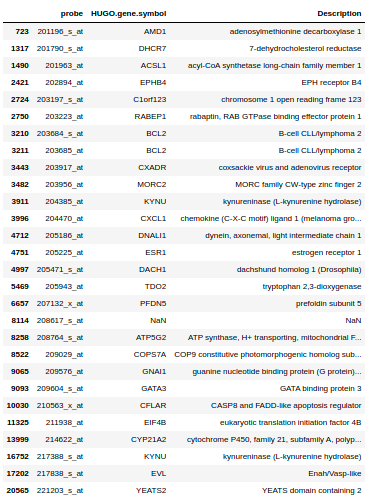 probe HUGO.gene.symbol Description
723 201196_s_at AMD1 adenosylmethionine decarboxylase 1
1317 201790_s_at DHCR7 7-dehydrocholesterol reductase
1490 201963_at ACSL1 acyl-CoA synthetase long-chain family member 1
2421 202894_at EPHB4 EPH receptor B4
2724 203197_s_at C1orf123 chromosome 1 open reading frame 123
2750 203223_at RABEP1 rabaptin, RAB GTPase binding effector protein 1
3210 203684_s_at BCL2 B-cell CLL/lymphoma 2
3211 203685_at BCL2 B-cell CLL/lymphoma 2
3443 203917_at CXADR coxsackie virus and adenovirus receptor
3482 203956_at MORC2 MORC family CW-type zinc finger 2
3911 204385_at KYNU kynureninase (L-kynurenine hydrolase)
3996 204470_at CXCL1 chemokine (C-X-C motif) ligand 1 (melanoma gro...
4712 205186_at DNALI1 dynein, axonemal, light intermediate chain 1
4751 205225_at ESR1 estrogen receptor 1
4997 205471_s_at DACH1 dachshund homolog 1 (Drosophila)
5469 205943_at TDO2 tryptophan 2,3-dioxygenase
6657 207132_x_at PFDN5 prefoldin subunit 5
8114 208617_s_at NaN NaN
8258 208764_s_at ATP5G2 ATP synthase, H+ transporting, mitochondrial F...
8522 209029_at COPS7A COP9 constitutive photomorphogenic homolog sub...
9065 209576_at GNAI1 guanine nucleotide binding protein (G protein)...
9093 209604_s_at GATA3 GATA binding protein 3
10030 210563_x_at CFLAR CASP8 and FADD-like apoptosis regulator
11325 211938_at EIF4B eukaryotic translation initiation factor 4B
13999 214622_at CYP21A2 cytochrome P450, family 21, subfamily A, polyp...
16752 217388_s_at KYNU kynureninase (L-kynurenine hydrolase)
17202 217838_s_at EVL Enah/Vasp-like
20565 221203_s_at YEATS2 YEATS domain containing 2